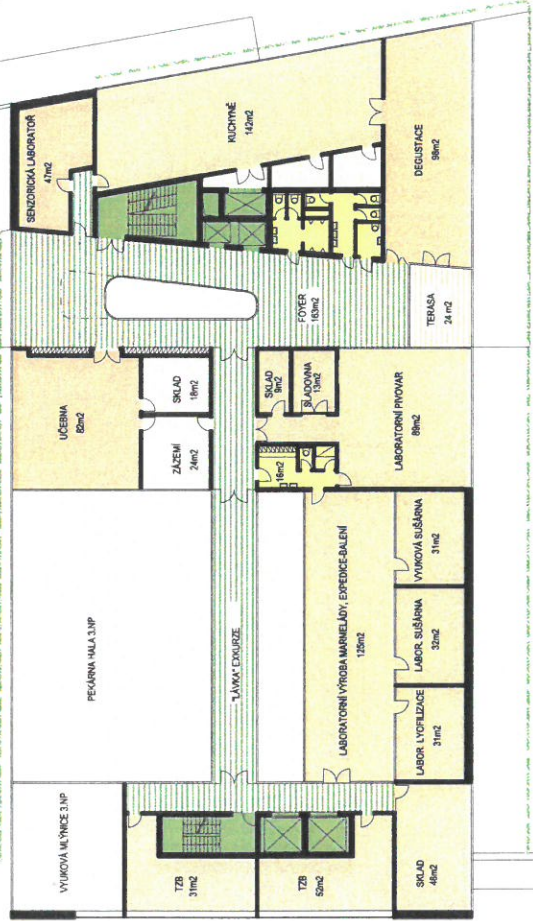 SENZORICKÁ LABORATOŘ
47m2
KUCHYNĚ
142m2
DEGUSTACE
98m2
FOYER
163m2
TERASA
24 m2
UČEBNA
82m2
SKLAD
18m2
ZÁZEMÍ
24m2
SKLAD
9m2
SLADOVNA
13m2
LABORATORNÍ PIVOVAR
89m2
16m2
PEKÁRNA HALA 3.NP
"LÁVKA" EXKURZE
LABORATORNÍ VÝROBA MARMELÁDY, EXPEDICE-BALENÍ
125m2
VYUKOVÁ SUŠÁRNA
31m2
LABOR. SUŠÁRNA
32m2
LABOR. LYOFILIZACE
31m2
VYUKOVÁ MLÝNICE 3.NP
TZB
31m2
TZB
52m2
SKLAD
46m2